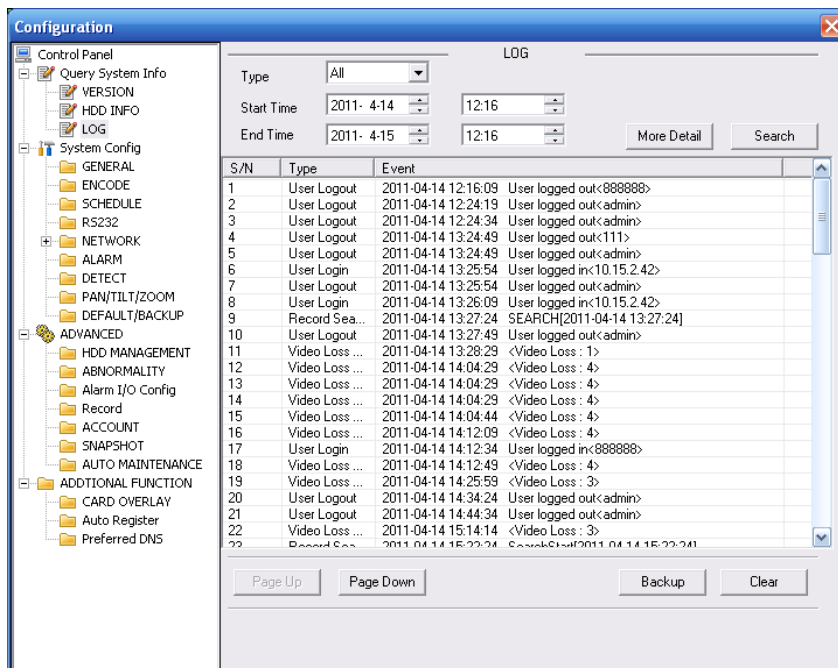 Configuration
Control Panel
Query System Info
VERSION
HDD INFO
LOG
System Config
GENERAL
ENCODE
SCHEDULE
RS232
NETWORK
ALARM
DETECT
PAN/TILT/ZOOM
DEFAULT/BACKUP
ADVANCED
HDD MANAGEMENT
ABNORMALITY
Alarm I/O Config
Record
ACCOUNT
SNAPSHOT
AUTO MAINTENANCE
ADDTIONAL FUNCTION
CARD OVERLAY
Auto Register
Preferred DNS
LOG
Type All
Start Time 2011- 4-14 12:16
End Time 2011- 4-15 12:16 More Detail Search
S/N Type Event
1 User Logout 2011-04-14 12:16:09 User logged out<888888>
2 User Logout 2011-04-14 12:24:19 User logged out<admin>
3 User Logout 2011-04-14 12:24:34 User logged out<admin>
4 User Logout 2011-04-14 13:24:49 User logged out<111>
5 User Logout 2011-04-14 13:24:49 User logged out<admin>
6 User Login 2011-04-14 13:25:54 User logged in<10.15.2.42>
7 User Logout 2011-04-14 13:25:54 User logged out<admin>
8 User Login 2011-04-14 13:26:09 User logged in<10.15.2.42>
9 Record Sea... 2011-04-14 13:27:24 SEARCH[2011-04-14 13:27:24]
10 User Logout 2011-04-14 13:27:49 User logged out<admin>
11 Video Loss ... 2011-04-14 13:28:29 <Video Loss : 1>
12 Video Loss ... 2011-04-14 14:04:29 <Video Loss : 4>
13 Video Loss ... 2011-04-14 14:04:29 <Video Loss : 4>
14 Video Loss ... 2011-04-14 14:04:29 <Video Loss : 4>
15 Video Loss ... 2011-04-14 14:04:44 <Video Loss : 4>
16 Video Loss ... 2011-04-14 14:12:09 <Video Loss : 4>
17 User Login 2011-04-14 14:12:34 User logged in<888888>
18 Video Loss ... 2011-04-14 14:12:49 <Video Loss : 4>
19 Video Loss ... 2011-04-14 14:25:59 <Video Loss : 3>
20 User Logout 2011-04-14 14:34:24 User logged out<admin>
21 User Logout 2011-04-14 14:44:34 User logged out<admin>
22 Video Loss ... 2011-04-14 15:14:14 <Video Loss : 3>
23 Record Sea... 2011-04-14 15:22:24 SearchStart[2011-04-14 15:22:24]
Page Up Page Down Backup Clear